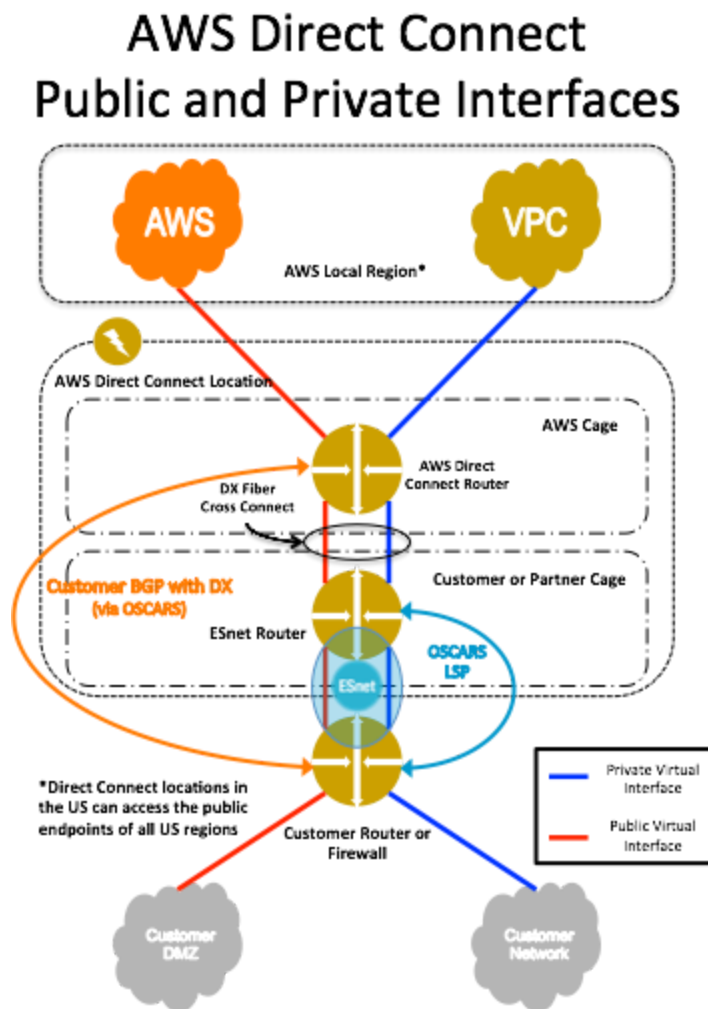 AWS Direct Connect
Public and Private Interfaces
AWS
VPC
AWS Local Region*
AWS Direct Connect Location
AWS Cage
AWS Direct
Connect Router
DX Fiber
Cross Connect
Customer or Partner Cage
Customer BGP with DX
(via OSCARS)
ESnet Router
OSCARS
LSP
ESnet
*Direct Connect locations in
the US can access the public
endpoints of all US regions
Customer Router or
Firewall
Private Virtual
Interface
Public Virtual
Interface
Customer
DMZ
Customer
Network